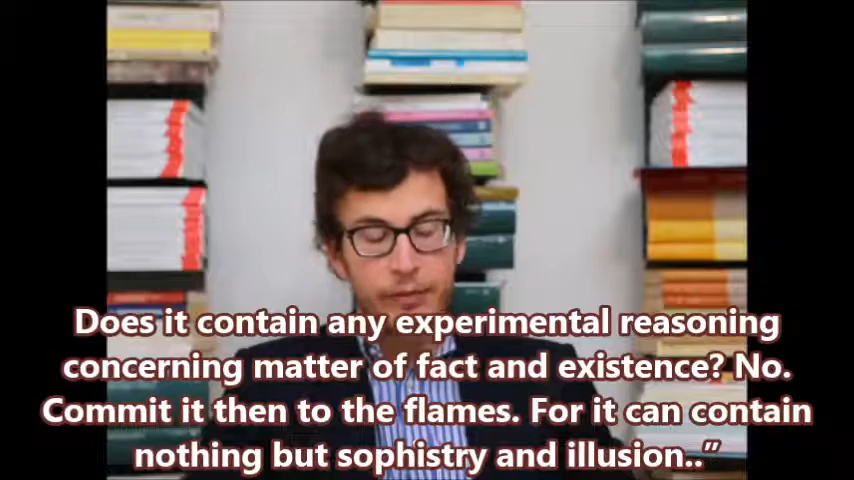 Does it contain any experimental reasoning
concerning matter of fact and existence? No.
Commit it then to the flames. For it can contain
nothing but sophistry and illusion..”